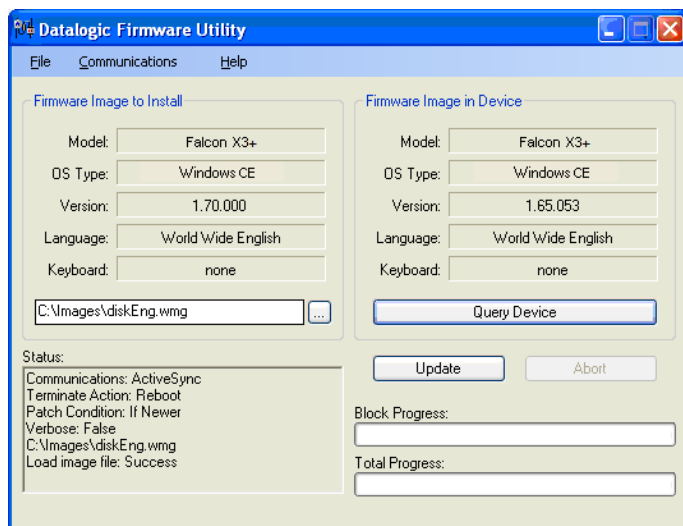 Datalogic Firmware Utility
File Communications Help
Firmware Image to Install
Model: Falcon X3+
OS Type: Windows CE
Version: 1.70.000
Language: World Wide English
Keyboard: none
C:\Images\diskEng.wmg ...
Firmware Image in Device
Model: Falcon X3+
OS Type: Windows CE
Version: 1.65.053
Language: World Wide English
Keyboard: none
Query Device
Status:
Communications: ActiveSync
Terminate Action: Reboot
Patch Condition: If Newer
Verbose: False
C:\Images\diskEng.wmg
Load image file: Success
Update Abort
Block Progress:
Total Progress: